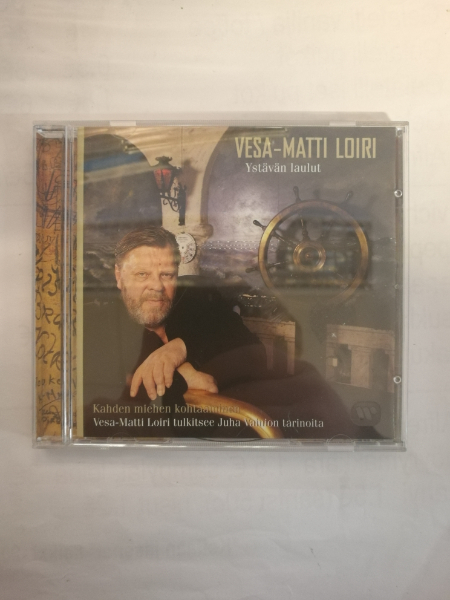 VESA-MATTI LOIRI
Ystävän laulut
Kahden miehen kohtaaminen
Vesa-Matti Loiri tulkitsee Juha Vainion tarinoita